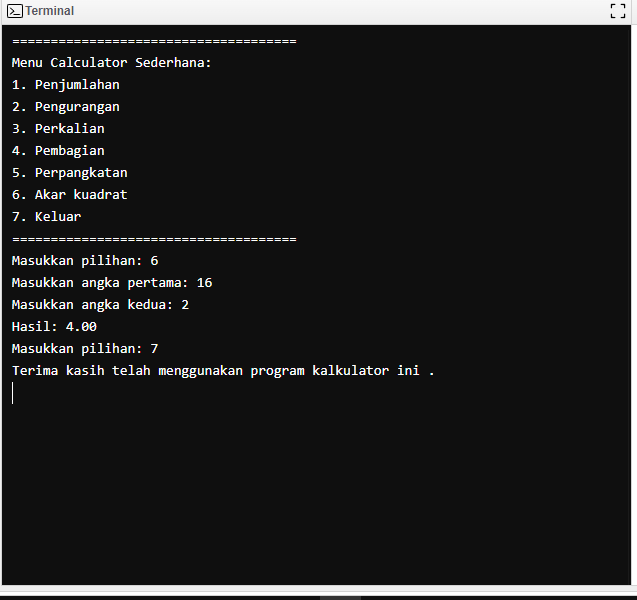 Terminal
=====================================
Menu Calculator Sederhana:
1. Penjumlahan
2. Pengurangan
3. Perkalian
4. Pembagian
5. Perpangkatan
6. Akar kuadrat
7. Keluar
=====================================
Masukkan pilihan: 6
Masukkan angka pertama: 16
Masukkan angka kedua: 2
Hasil: 4.00
Masukkan pilihan: 7
Terima kasih telah menggunakan program kalkulator ini .